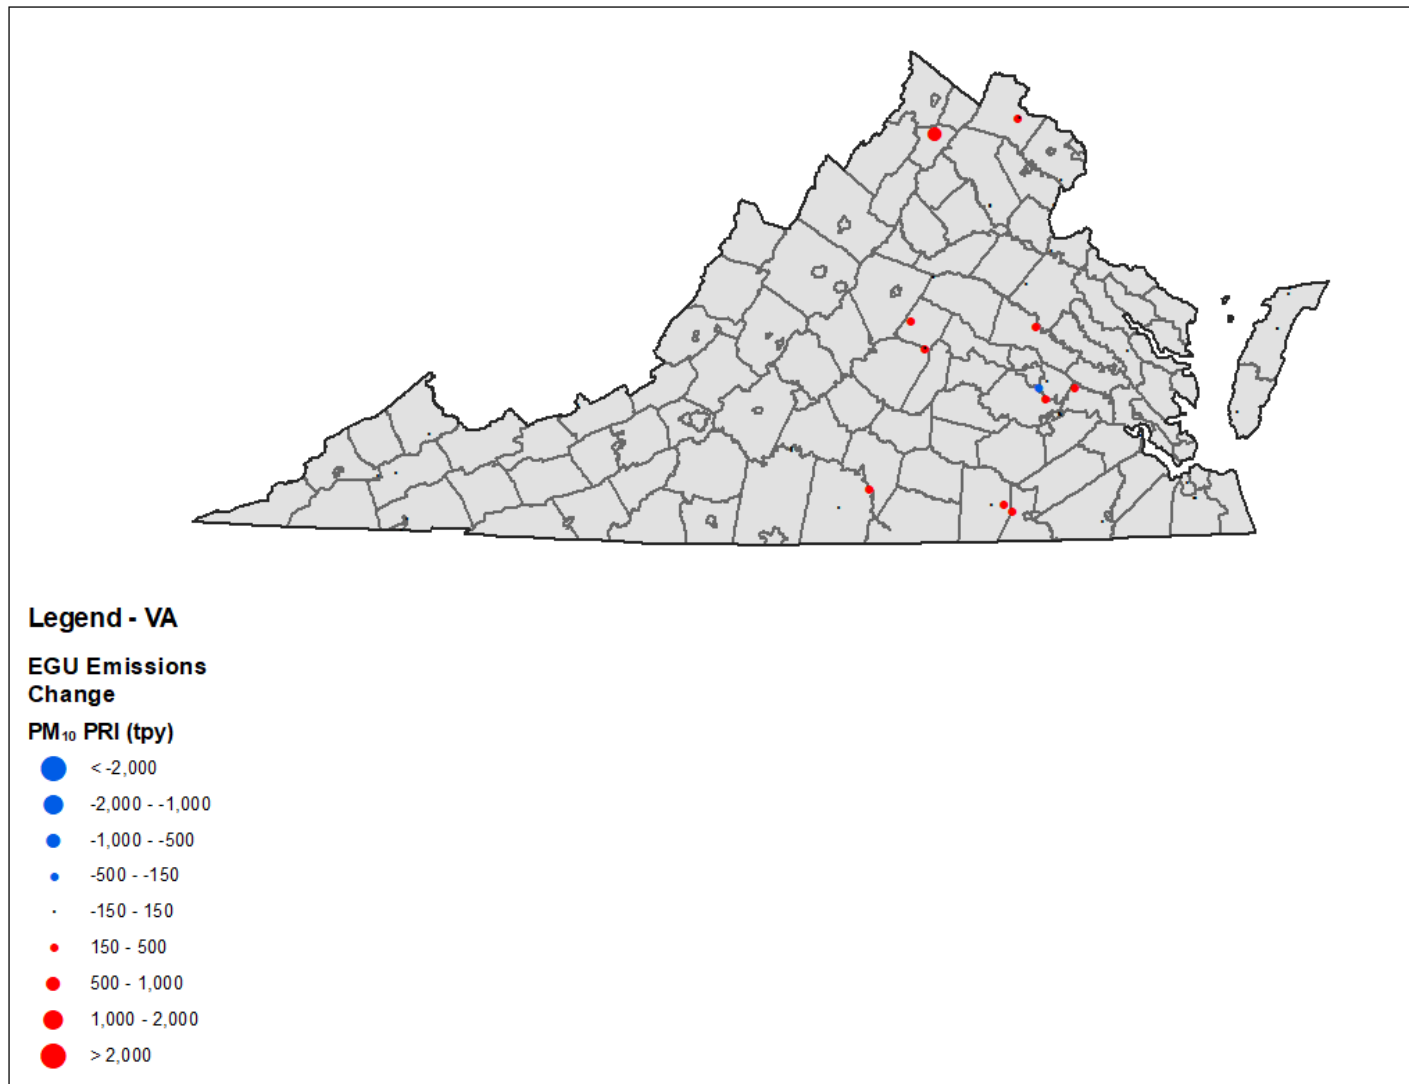 Legend - VA
EGU Emissions
Change
PM₁₀ PRI (tpy)
< -2,000
-2,000 - -1,000
-1,000 - -500
-500 - -150
-150 - 150
150 - 500
500 - 1,000
1,000 - 2,000
> 2,000